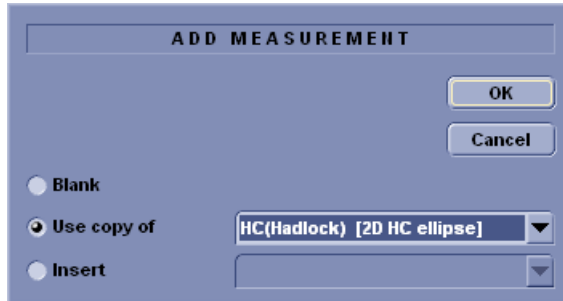 ADD MEASUREMENT
OK
Cancel
Blank
Use copy of HC(Hadlock) [2D HC ellipse]
Insert